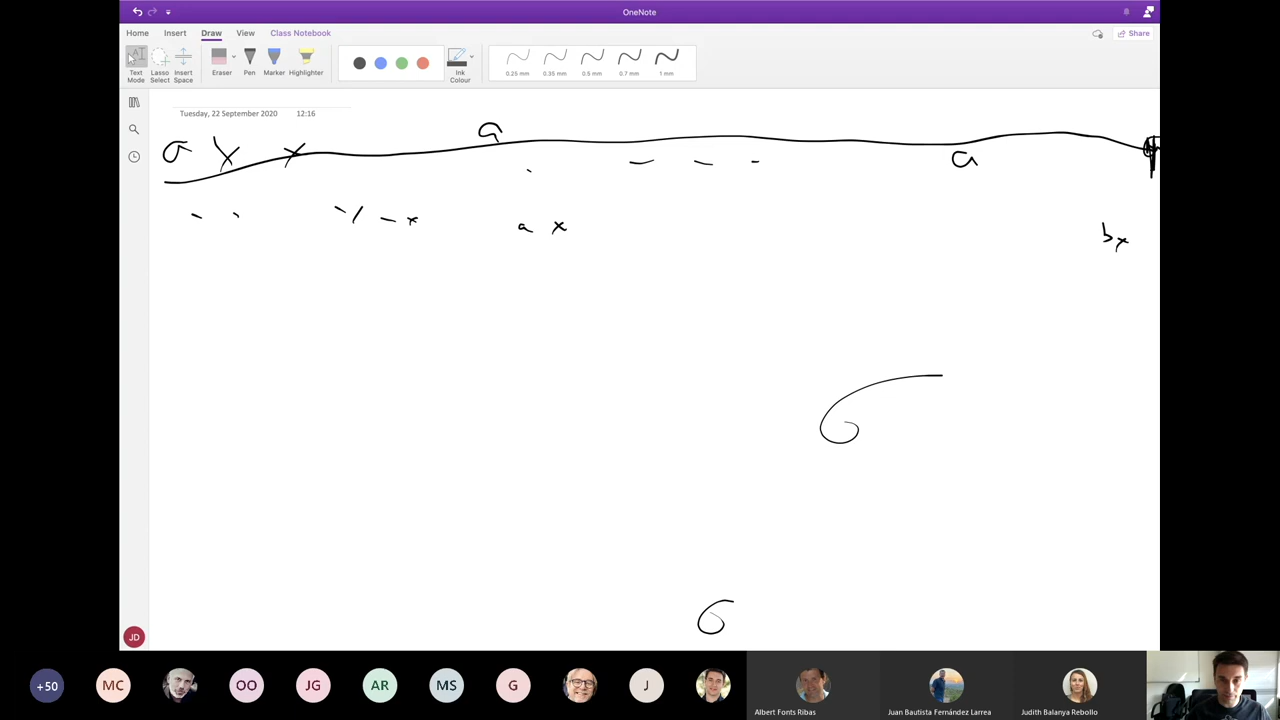 OneNote
Home Insert Draw View Class Notebook Share
Text Mode Lasso Select Insert Space Eraser Pen Marker Highlighter Ink Colour 0.25 mm 0.35 mm 0.5 mm 0.7 mm 1 mm
Tuesday, 22 September 2020 12:16
a
a y x a
a x
bx
6
6
JD
+50 MC OO JG AR MS G J
Albert Fonts Ribas Juan Bautista Fernández Larrea Judith Balanya Rebollo